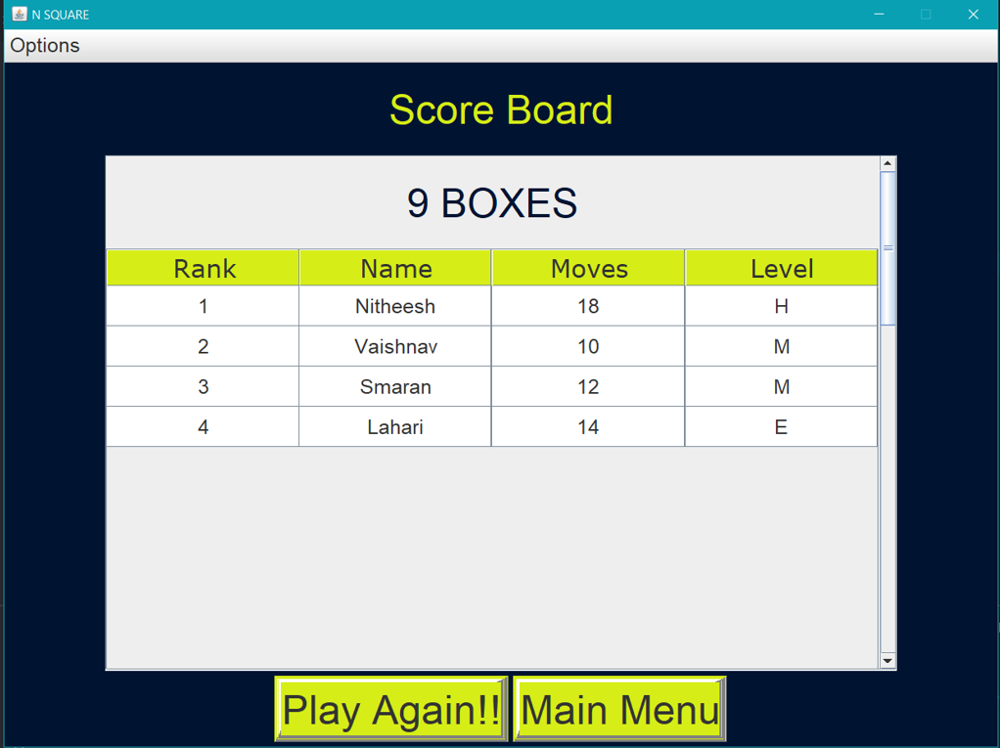 N SQUARE
Options
Score Board
9 BOXES
Rank Name Moves Level
1 Nitheesh 18 H
2 Vaishnav 10 M
3 Smaran 12 M
4 Lahari 14 E
Play Again!! Main Menu